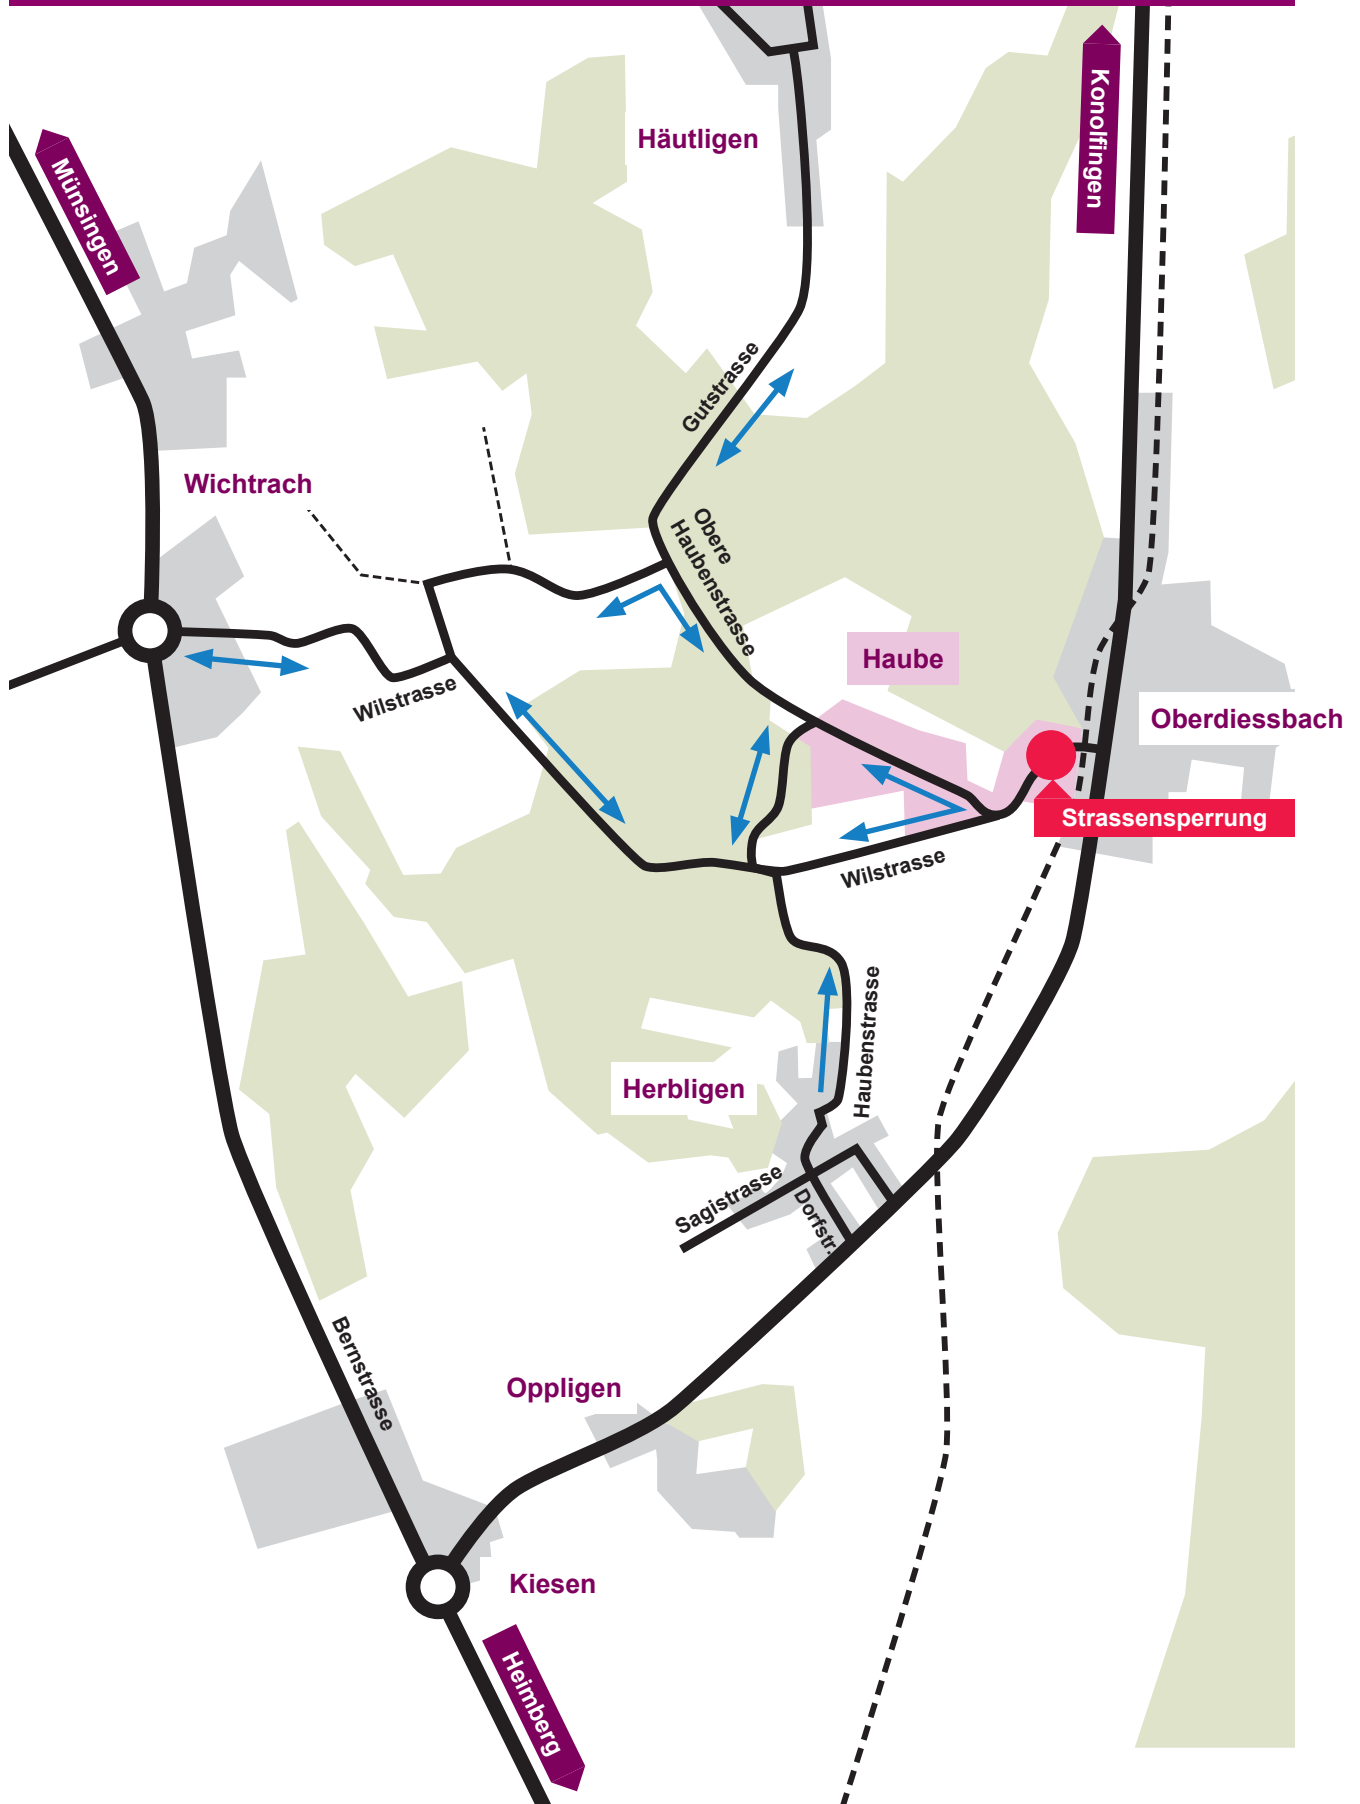 Konolfingen
Häutligen
Münsingen
Gutstrasse
Wichtrach
Obere
Haubenstrasse
Haube
Wilstrasse
Oberdiessbach
Strassensperrung
Wilstrasse
Haubenstrasse
Herbligen
Sagistrasse
Dorfstr.
Bernstrasse
Oppligen
Kiesen
Heimberg